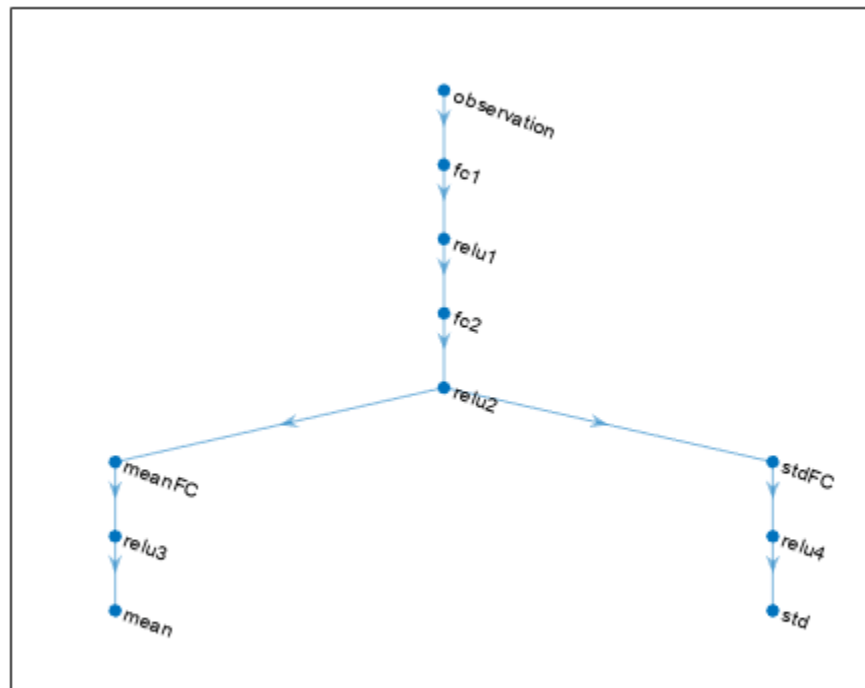 observation
fc1
relu1
fc2
relu2
meanFC
stdFC
relu3
relu4
mean
std